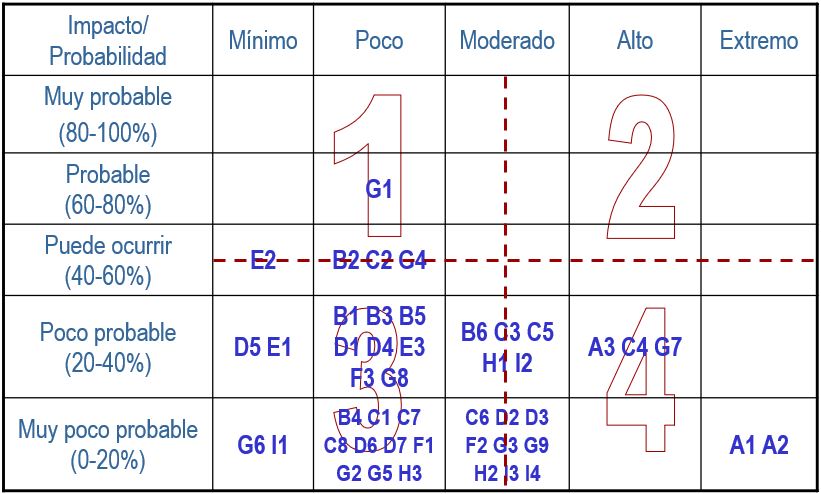 Impacto/
Probabilidad
Mínimo
Poco
Moderado
Alto
Extremo
Muy probable
(80-100%)
1
2
Probable
(60-80%)
G1
Puede ocurrir
(40-60%)
E2
B2 C2 G4
Poco probable
(20-40%)
D5 E1
B1 B3 B5
D1 D4 E3
F3 G8
3
B6 C3 C5
H1 I2
A3 C4 G7
4
Muy poco probable
(0-20%)
G6 I1
B4 C1 C7
C8 D6 D7 F1
G2 G5 H3
C6 D2 D3
F2 G3 G9
H2 I3 I4
A1 A2